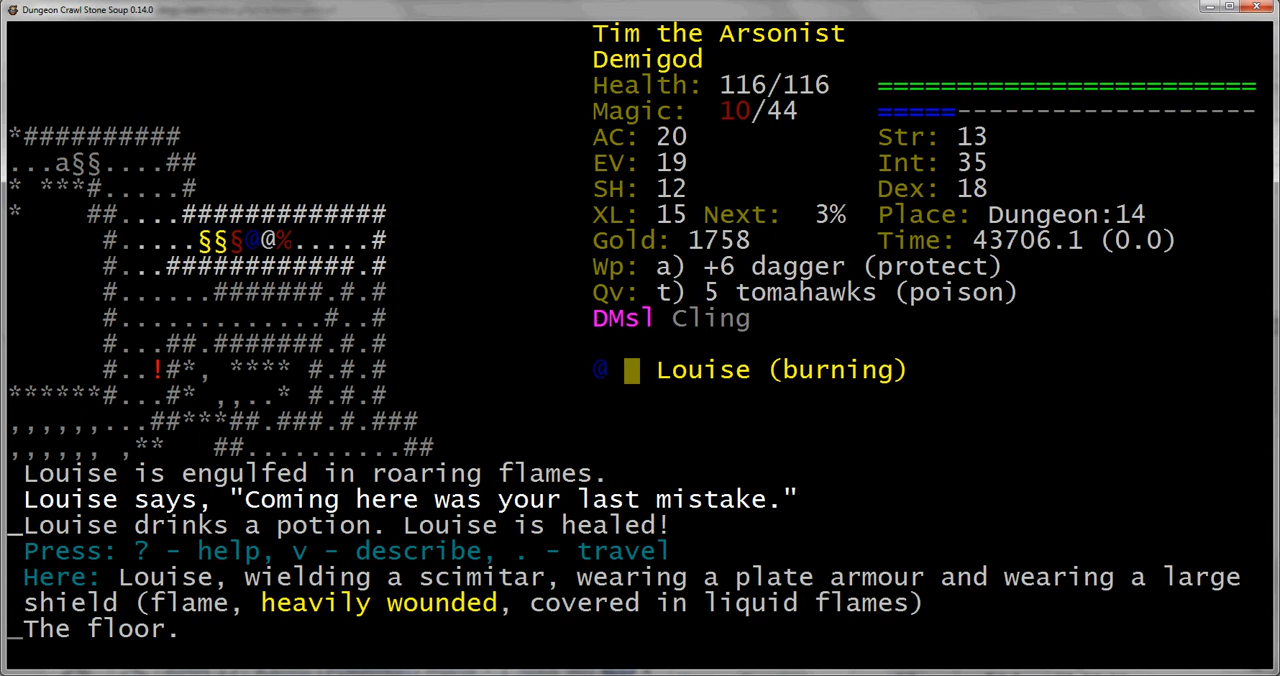 Dungeon Crawl Stone Soup 0.14.0
Tim the Arsonist
Demigod
Health: 116/116 ========================
Magic: 10/44 =====-------------------
*########## AC: 20 Str: 13
...a§§....## EV: 19 Int: 35
* ***#.....# SH: 12 Dex: 18
* ##....############# XL: 15 Next: 3% Place: Dungeon:14
#.....§§§@@%.....# Gold: 1758 Time: 43706.1 (0.0)
#...############.# Wp: a) +6 dagger (protect)
#......#######.#.# Qv: t) 5 tomahawks (poison)
#.............#..# DMsl Cling
#...##.#######.#.#
#..!#*, **** #.#.# @ Louise (burning)
******#...#* ,,..* #.#.#
,,,,,,...##***##.###.#.###
,,,,,, ,** ##..........##
Louise is engulfed in roaring flames.
Louise says, "Coming here was your last mistake."
_Louise drinks a potion. Louise is healed!
Press: ? - help, v - describe, . - travel
Here: Louise, wielding a scimitar, wearing a plate armour and wearing a large
shield (flame, heavily wounded, covered in liquid flames)
_The floor.